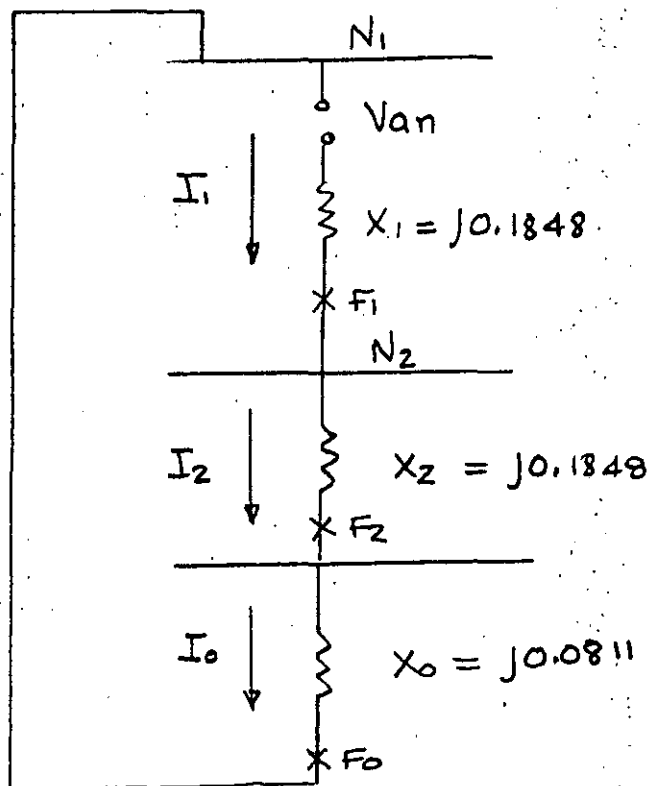 N1
Van
I1
X1 = j0.1848
F1
N2
I2
X2 = j0.1848
F2
I0
X0 = j0.0811
F0